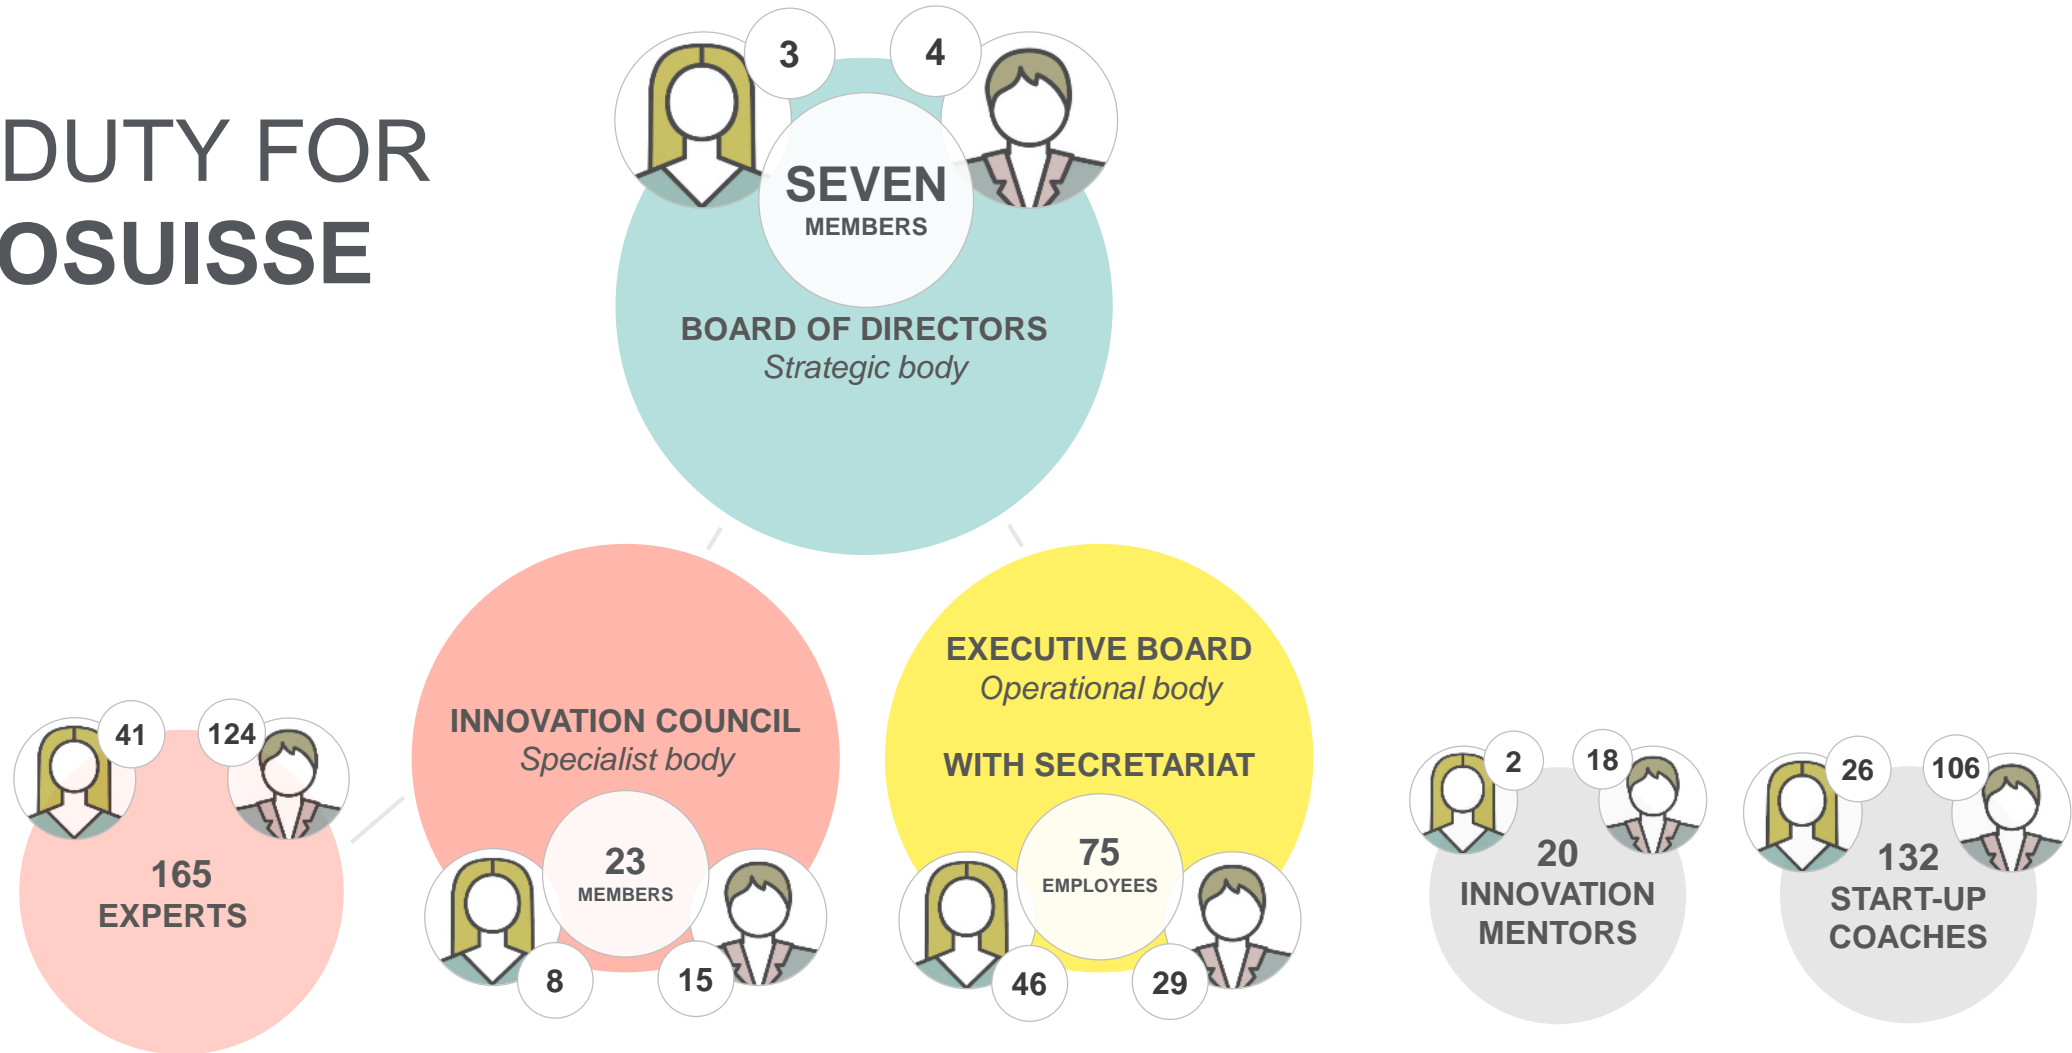 DUTY FOR
OSUISSE
3
4
SEVEN
MEMBERS
BOARD OF DIRECTORS
Strategic body
INNOVATION COUNCIL
Specialist body
23
MEMBERS
8
15
EXECUTIVE BOARD
Operational body
WITH SECRETARIAT
75
EMPLOYEES
46
29
41
124
165
EXPERTS
2
18
20
INNOVATION
MENTORS
26
106
132
START-UP
COACHES